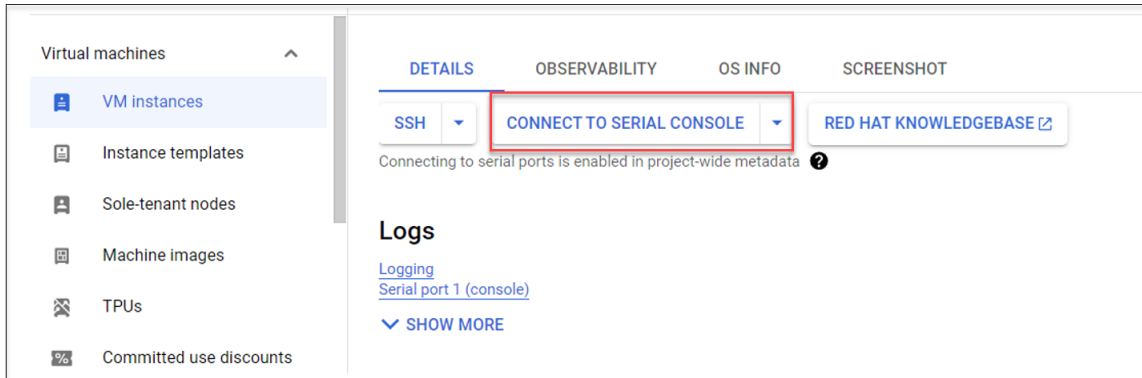 Virtual machines
VM instances
Instance templates
Sole-tenant nodes
Machine images
TPUs
Committed use discounts
DETAILS OBSERVABILITY OS INFO SCREENSHOT
SSH CONNECT TO SERIAL CONSOLE RED HAT KNOWLEDGEBASE
Connecting to serial ports is enabled in project-wide metadata ?
Logs
Logging
Serial port 1 (console)
SHOW MORE